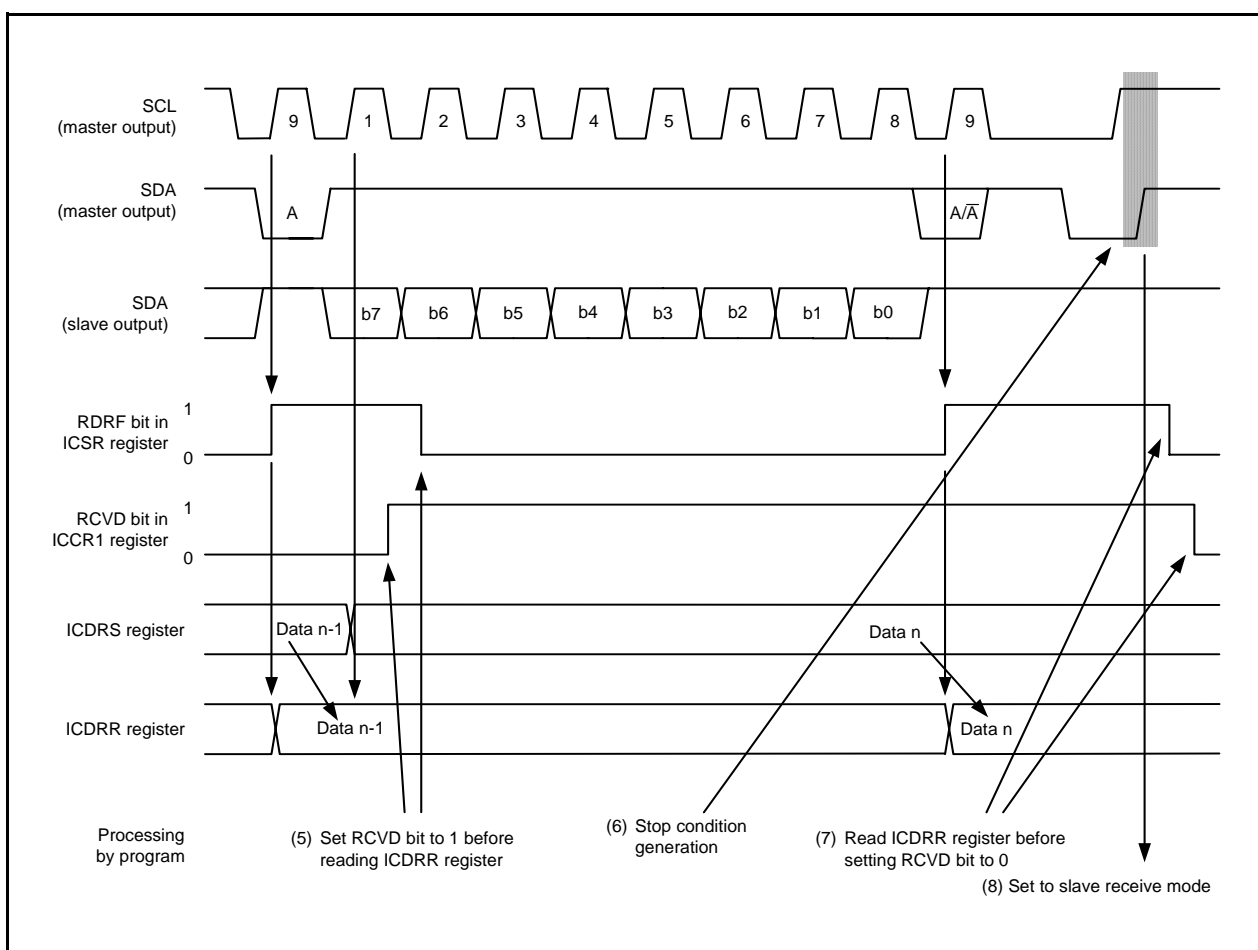 SCL
(master output)
9 1 2 3 4 5 6 7 8 9
SDA
(master output)
A A/A̅
SDA
(slave output)
b7 b6 b5 b4 b3 b2 b1 b0
RDRF bit in
ICSR register
1
0
RCVD bit in
ICCR1 register
1
0
ICDRS register
Data n-1 Data n
ICDRR register
Data n-1 Data n
Processing
by program
(5) Set RCVD bit to 1 before
reading ICDRR register
(6) Stop condition
generation
(7) Read ICDRR register before
setting RCVD bit to 0
(8) Set to slave receive mode